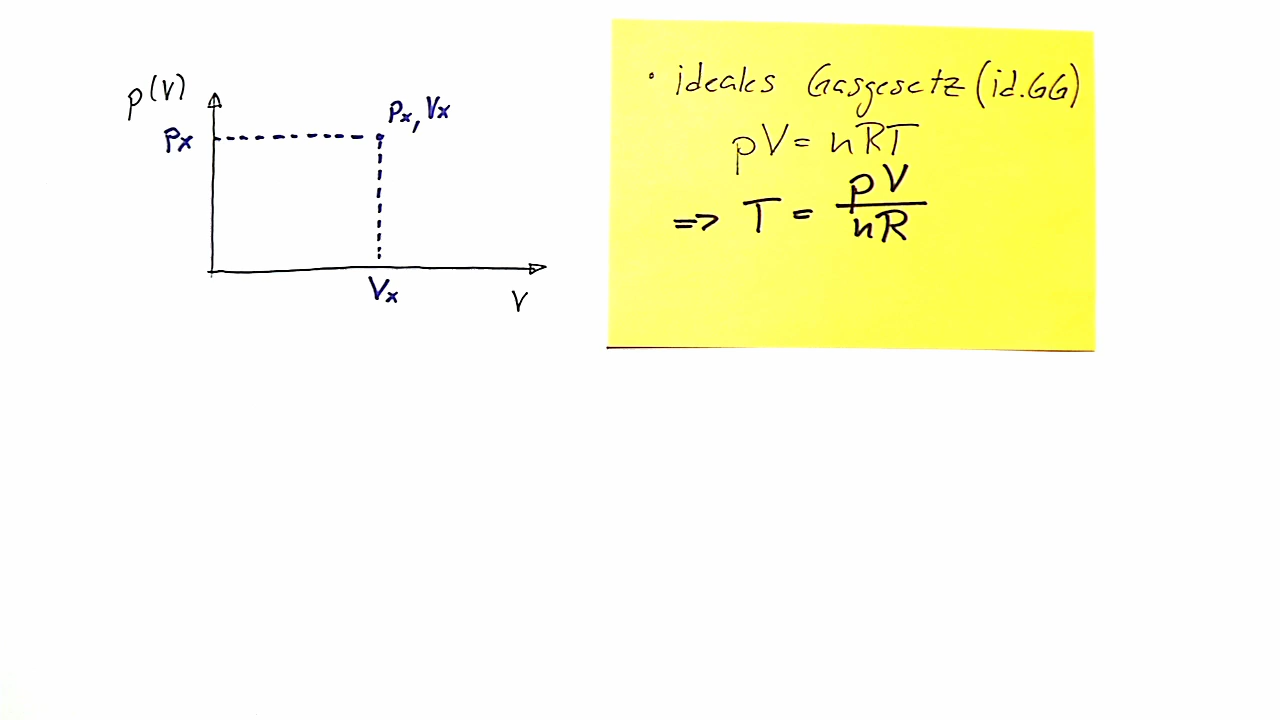 p(V)
px
px, Vx
Vx
V
· ideales Gasgesetz (id.GG)
pV = nRT
=> T = pV / nR